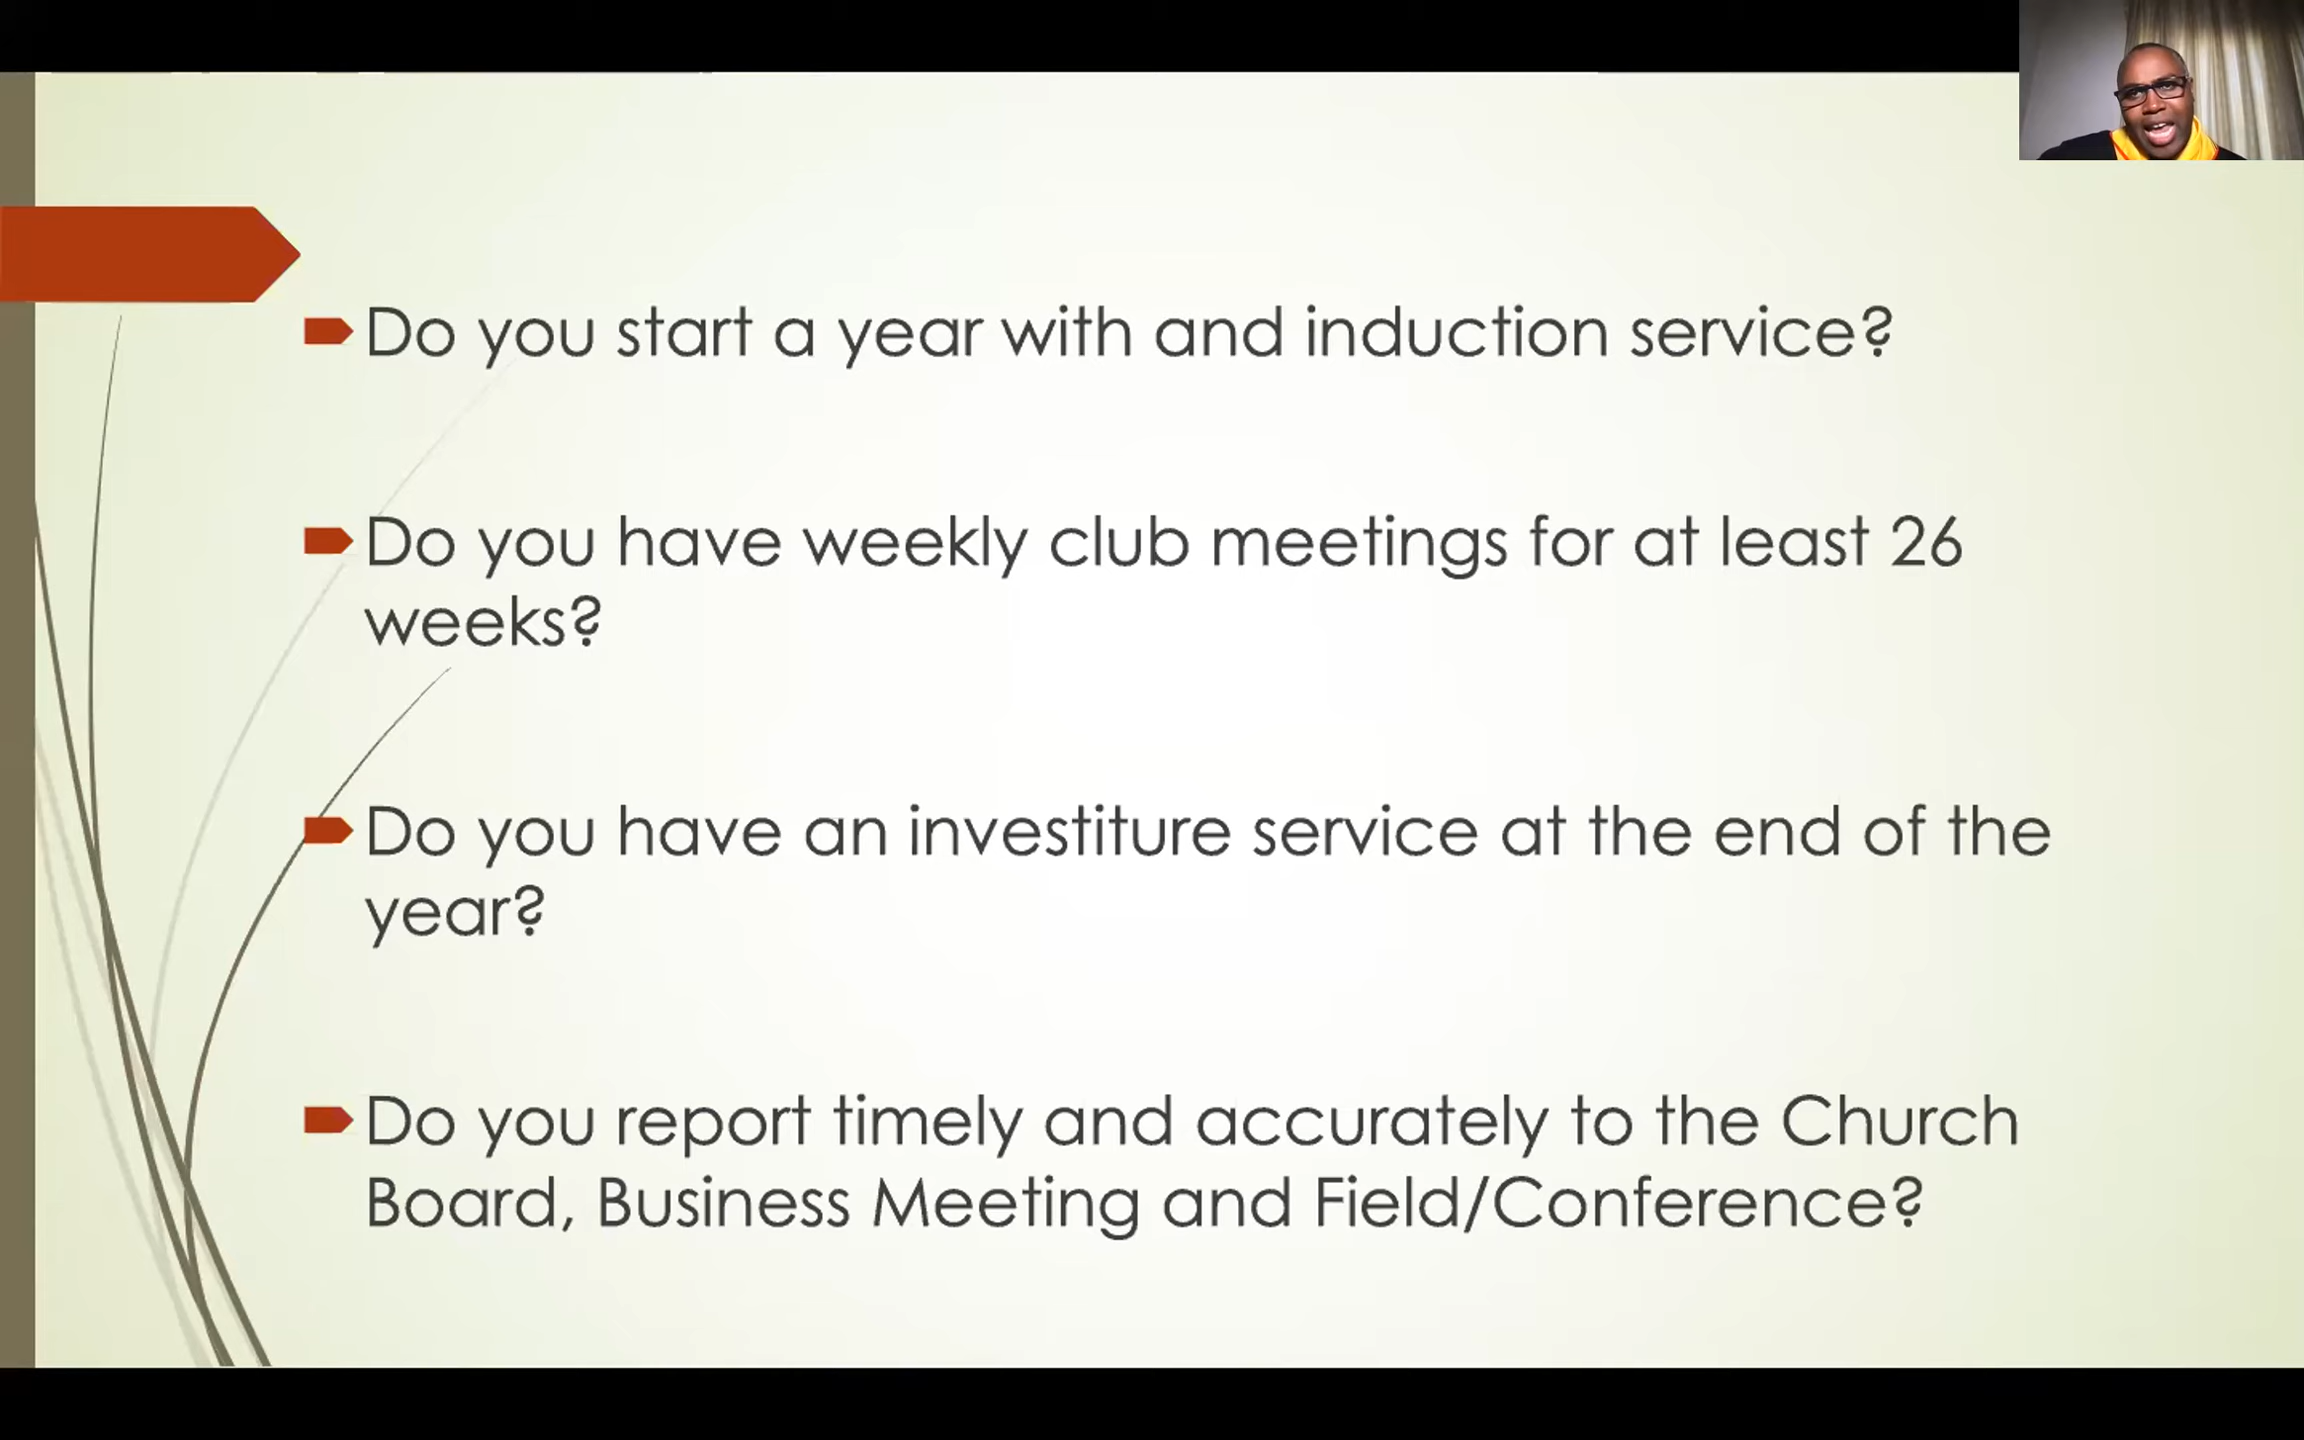 Do you start a year with and induction service?
Do you have weekly club meetings for at least 26
weeks?
Do you have an investiture service at the end of the
year?
Do you report timely and accurately to the Church
Board, Business Meeting and Field/Conference?